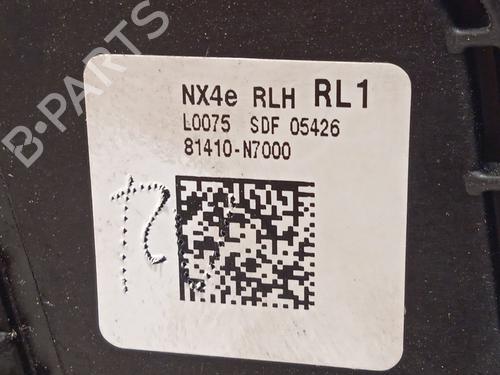 B-PARTS
NX4e RLH RL1
L0075 SDF 05426
81410-N7000